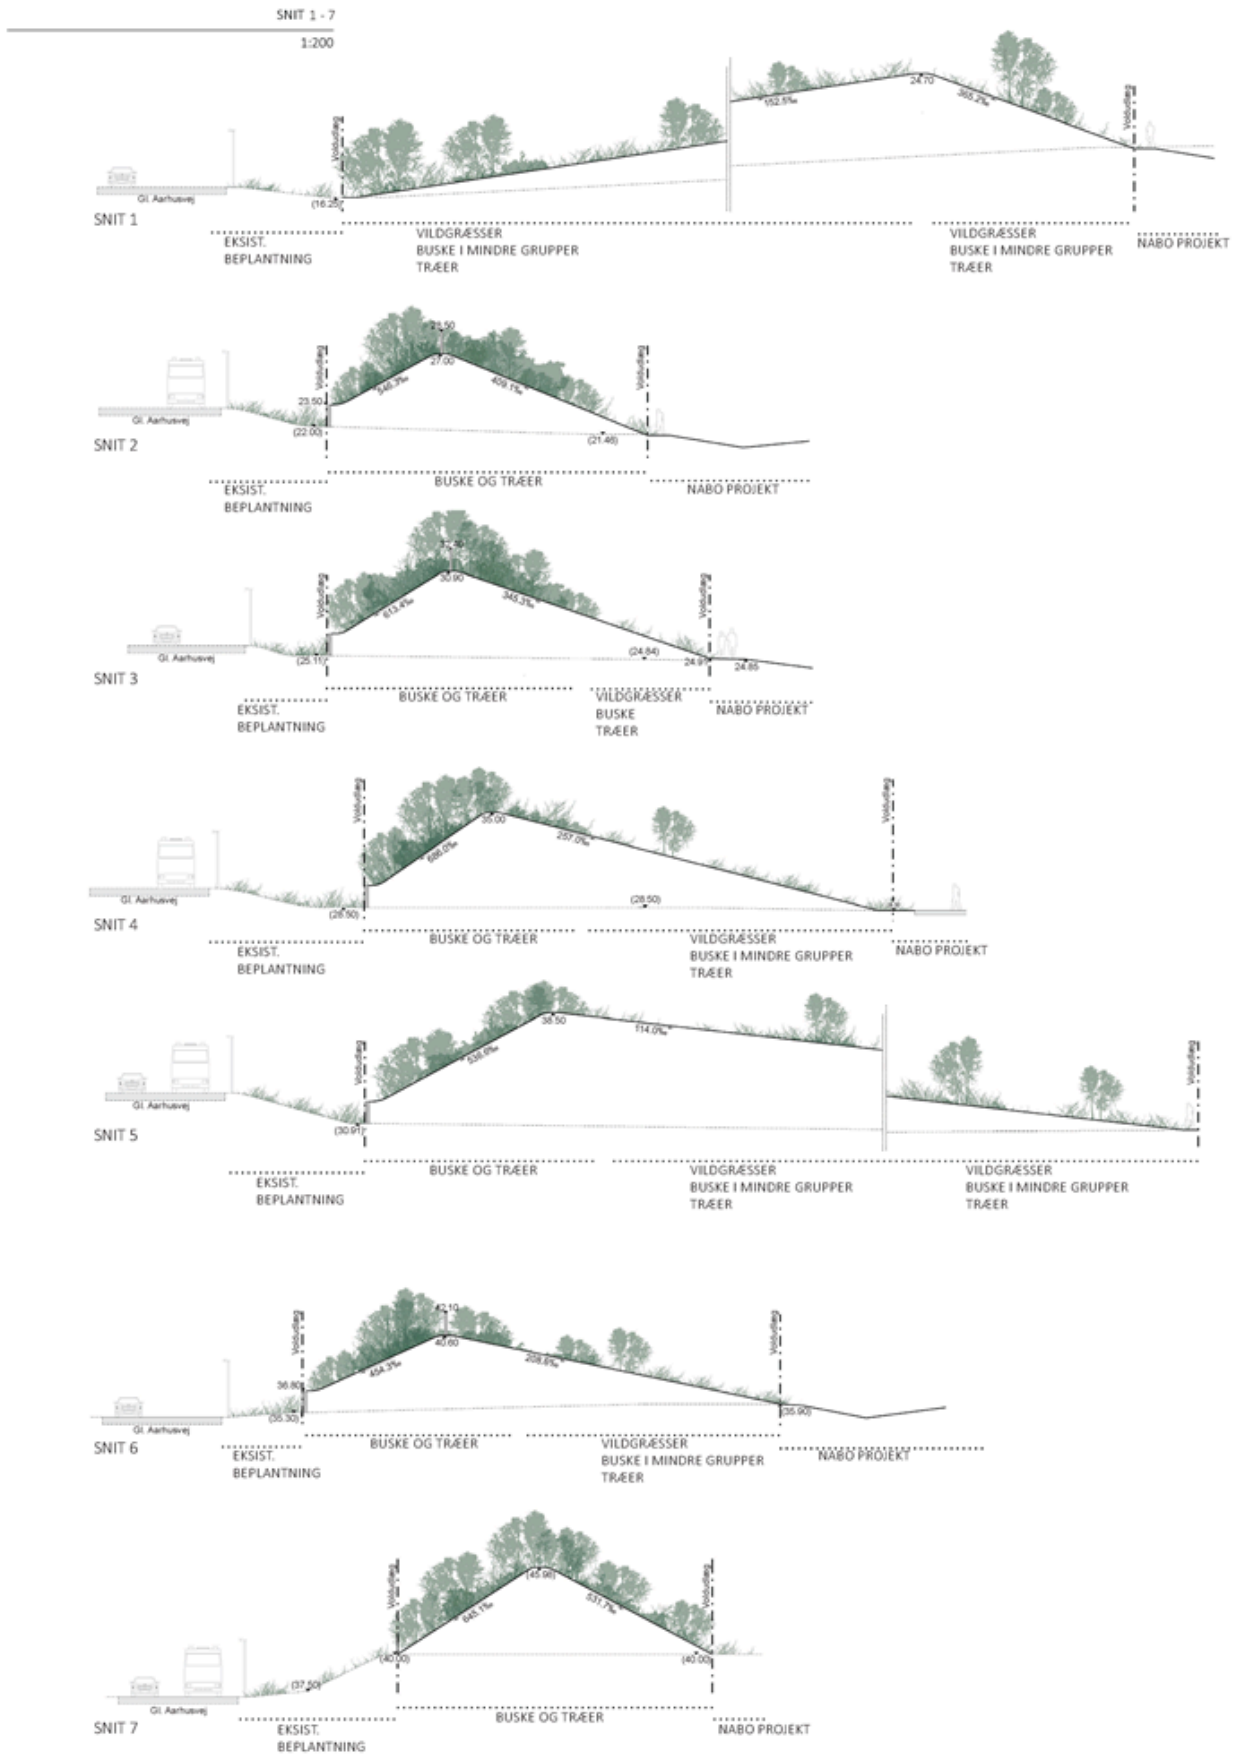 SNIT 1 - 7
1:200
Voldudlæg
24.70
152.5‰
365.2‰
Voldudlæg
Gl. Aarhusvej
(16.25)
SNIT 1
EKSIST.
BEPLANTNING
VILDGRÆSSER
BUSKE I MINDRE GRUPPER
TRÆER
VILDGRÆSSER
BUSKE I MINDRE GRUPPER
TRÆER
NABO PROJEKT
Voldudlæg
28.50
27.00
546.3‰
409.1‰
Voldudlæg
23.50
Gl. Aarhusvej
(22.00)
(21.46)
SNIT 2
EKSIST.
BEPLANTNING
BUSKE OG TRÆER
NABO PROJEKT
Voldudlæg
30.90
613.4‰
345.3‰
Voldudlæg
Gl. Aarhusvej
(25.11)
(24.84)
24.91
24.85
SNIT 3
EKSIST.
BEPLANTNING
BUSKE OG TRÆER
VILDGRÆSSER
BUSKE
TRÆER
NABO PROJEKT
Voldudlæg
35.00
686.0‰
257.0‰
Voldudlæg
Gl. Aarhusvej
(28.50)
(28.50)
SNIT 4
EKSIST.
BEPLANTNING
BUSKE OG TRÆER
VILDGRÆSSER
BUSKE I MINDRE GRUPPER
TRÆER
NABO PROJEKT
Voldudlæg
38.50
114.0‰
Voldudlæg
Gl. Aarhusvej
(30.91)
SNIT 5
EKSIST.
BEPLANTNING
BUSKE OG TRÆER
VILDGRÆSSER
BUSKE I MINDRE GRUPPER
TRÆER
VILDGRÆSSER
BUSKE I MINDRE GRUPPER
TRÆER
Voldudlæg
42.10
40.60
454.3‰
208.6‰
Voldudlæg
36.80
Gl. Aarhusvej
(35.30)
(35.90)
SNIT 6
EKSIST.
BEPLANTNING
BUSKE OG TRÆER
VILDGRÆSSER
BUSKE I MINDRE GRUPPER
TRÆER
NABO PROJEKT
Voldudlæg
(45.98)
645.1‰
531.7‰
Voldudlæg
(40.00)
(40.00)
(37.50)
Gl. Aarhusvej
SNIT 7
EKSIST.
BEPLANTNING
BUSKE OG TRÆER
NABO PROJEKT